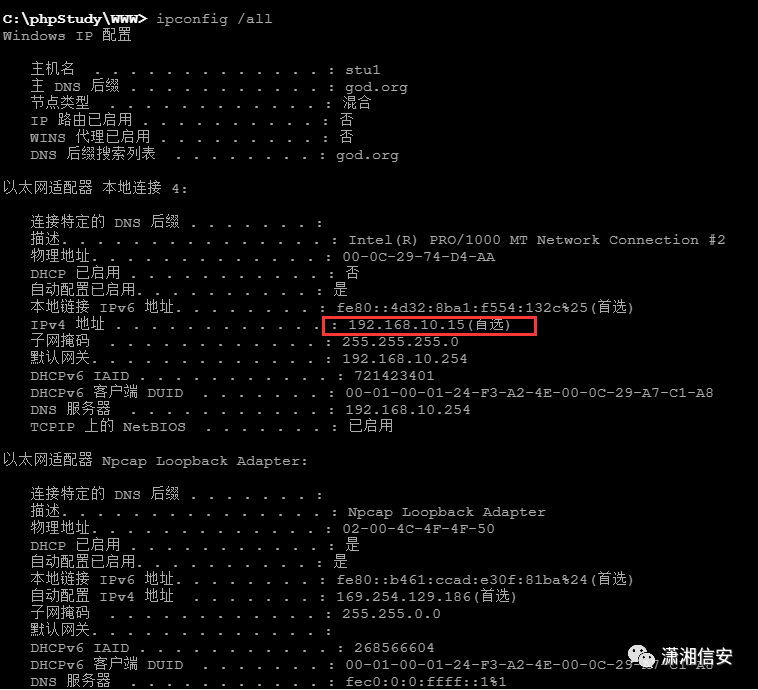 C:\phpStudy\WWW> ipconfig /all
Windows IP 配置
主机名 . . . . . . . . . . . . . : stu1
主 DNS 后缀 . . . . . . . . . . . : god.org
节点类型 . . . . . . . . . . . . : 混合
IP 路由已启用 . . . . . . . . . . : 否
WINS 代理已启用 . . . . . . . . . : 否
DNS 后缀搜索列表 . . . . . . . . : god.org
以太网适配器 本地连接 4:
连接特定的 DNS 后缀 . . . . . . . :
描述. . . . . . . . . . . . . . . : Intel(R) PRO/1000 MT Network Connection #2
物理地址. . . . . . . . . . . . . : 00-0C-29-74-D4-AA
DHCP 已启用 . . . . . . . . . . . : 否
自动配置已启用. . . . . . . . . . : 是
本地链接 IPv6 地址. . . . . . . . : fe80::4d32:8ba1:f554:132c%25(首选)
IPv4 地址 . . . . . . . . . . . . : 192.168.10.15(首选)
子网掩码 . . . . . . . . . . . . : 255.255.255.0
默认网关. . . . . . . . . . . . . : 192.168.10.254
DHCPv6 IAID . . . . . . . . . . . : 721423401
DHCPv6 客户端 DUID . . . . . . . : 00-01-00-01-24-F3-A2-4E-00-0C-29-A7-C1-A8
DNS 服务器 . . . . . . . . . . . : 192.168.10.254
TCPIP 上的 NetBIOS . . . . . . . : 已启用
以太网适配器 Npcap Loopback Adapter:
连接特定的 DNS 后缀 . . . . . . . :
描述. . . . . . . . . . . . . . . : Npcap Loopback Adapter
物理地址. . . . . . . . . . . . . : 02-00-4C-4F-4F-50
DHCP 已启用 . . . . . . . . . . . : 是
自动配置已启用. . . . . . . . . . : 是
本地链接 IPv6 地址. . . . . . . . : fe80::b461:ccad:e30f:81ba%24(首选)
自动配置 IPv4 地址 . . . . . . . : 169.254.129.186(首选)
子网掩码 . . . . . . . . . . . . : 255.255.0.0
默认网关. . . . . . . . . . . . . :
DHCPv6 IAID . . . . . . . . . . . : 268566604
DHCPv6 客户端 DUID . . . . . . . : 00-01-00-01-24-F3-A2-4E-00-0C-29-A7-C1-A8
DNS 服务器 . . . . . . . . . . . : fec0:0:0:ffff::1%1
潇湘信安